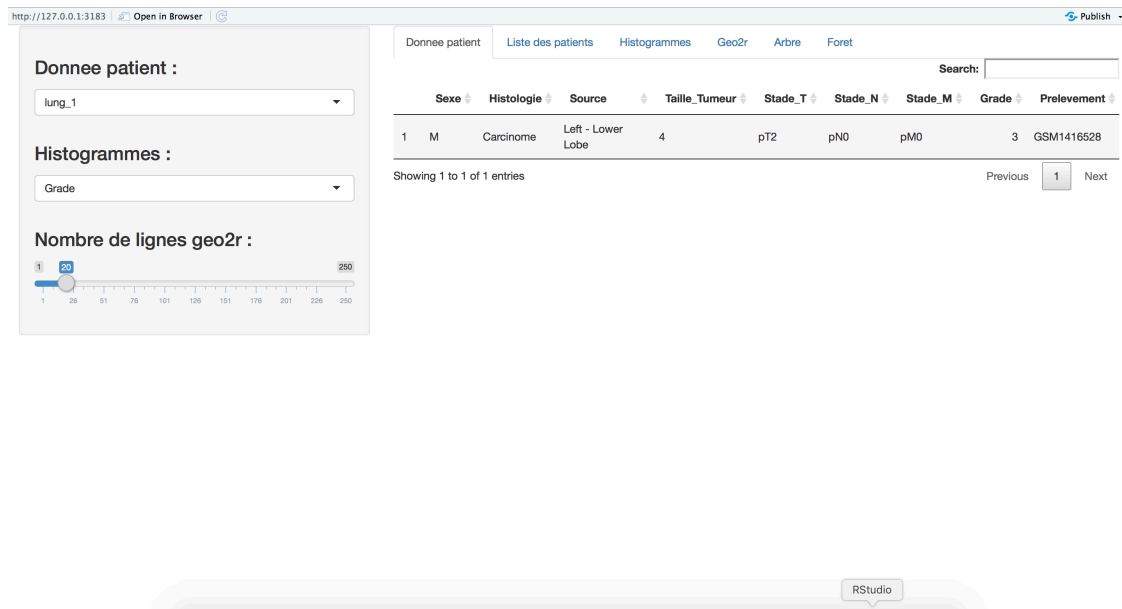 http://127.0.0.1:3183 Open in Browser Publish
Donnee patient :
lung_1
Histogrammes :
Grade
Nombre de lignes geo2r :
1 20 250
1 26 51 76 101 126 151 176 201 226 250
Donnee patient Liste des patients Histogrammes Geo2r Arbre Foret
Search:
Sexe Histologie Source Taille_Tumeur Stade_T Stade_N Stade_M Grade Prelevement
1 M Carcinome Left - Lower Lobe 4 pT2 pN0 pM0 3 GSM1416528
Showing 1 to 1 of 1 entries
Previous 1 Next
RStudio